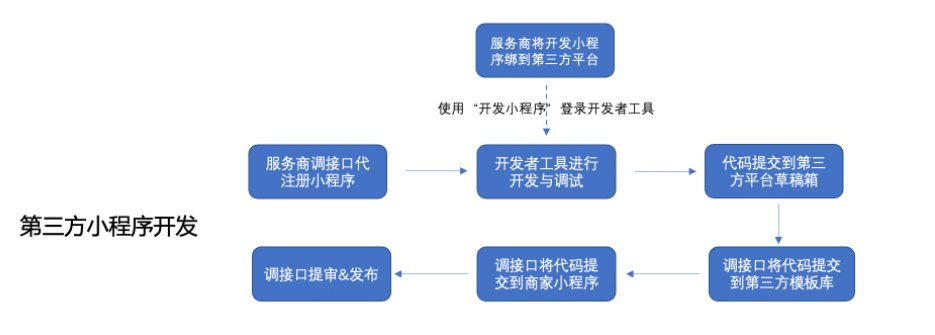 服务商将开发小程
序绑到第三方平台
使用 “开发小程序” 登录开发者工具
服务商调接口代
注册小程序
开发者工具进行
开发与调试
代码提交到第三
方平台草稿箱
第三方小程序开发
调接口提审&发布
调接口将代码提
交到商家小程序
调接口将代码提交
到第三方模板库